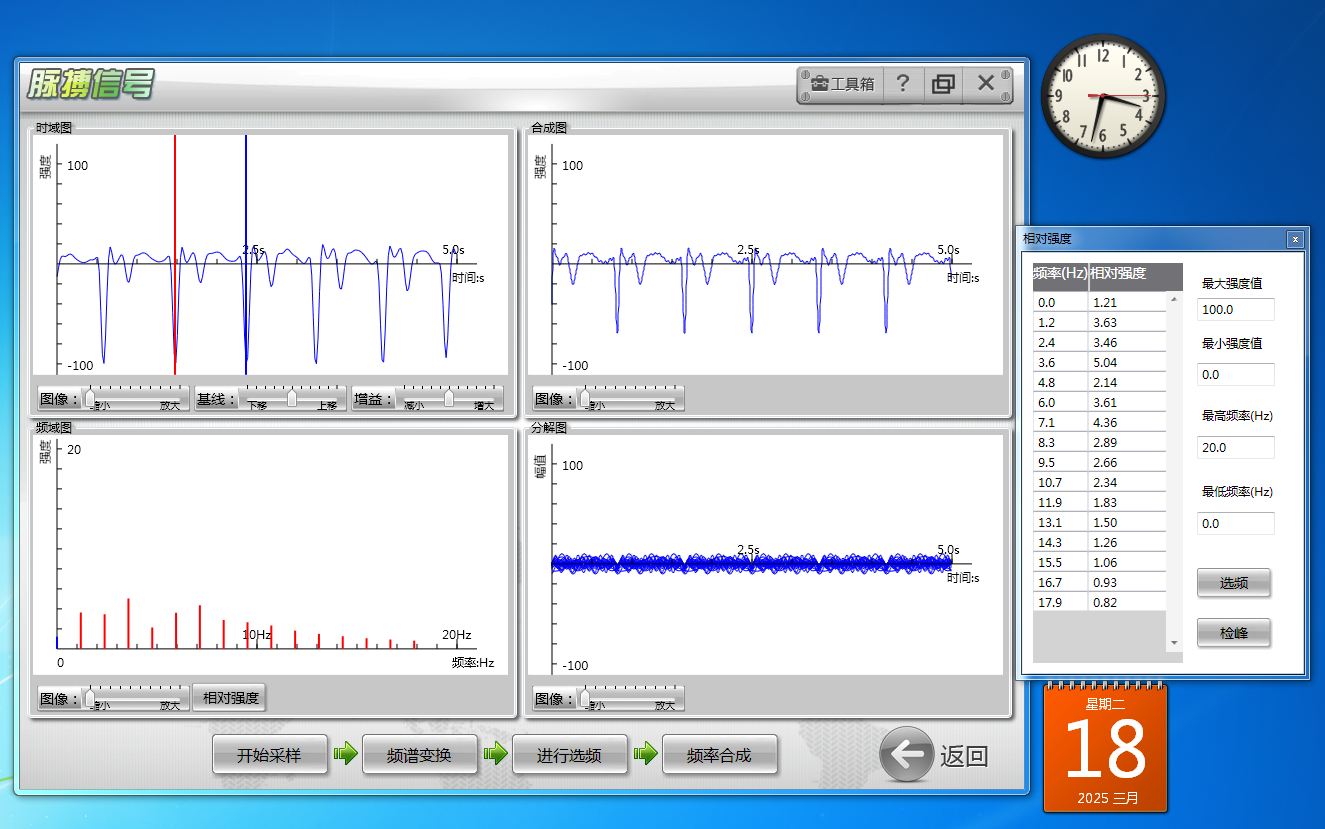 脉搏信号
工具箱
?
时域图
强度
100
2.5s
5.0s
时间:s
-100
图像：
缩小
放大
基线：
下移
上移
增益：
减小
增大
合成图
强度
100
2.5s
5.0s
时间:s
-100
图像：
缩小
放大
频域图
强度
20
0
10Hz
20Hz
频率:Hz
图像：
缩小
放大
相对强度
分解图
幅值
100
2.5s
5.0s
时间:s
-100
图像：
缩小
放大
开始采样
频谱变换
进行选频
频率合成
返回
12
1
2
3
4
5
6
7
8
9
10
11
相对强度
频率(Hz) 相对强度
0.0 1.21
1.2 3.63
2.4 3.46
3.6 5.04
4.8 2.14
6.0 3.61
7.1 4.36
8.3 2.89
9.5 2.66
10.7 2.34
11.9 1.83
13.1 1.50
14.3 1.26
15.5 1.06
16.7 0.93
17.9 0.82
最大强度值
100.0
最小强度值
0.0
最高频率(Hz)
20.0
最低频率(Hz)
0.0
选频
检峰
星期二
18
2025 三月